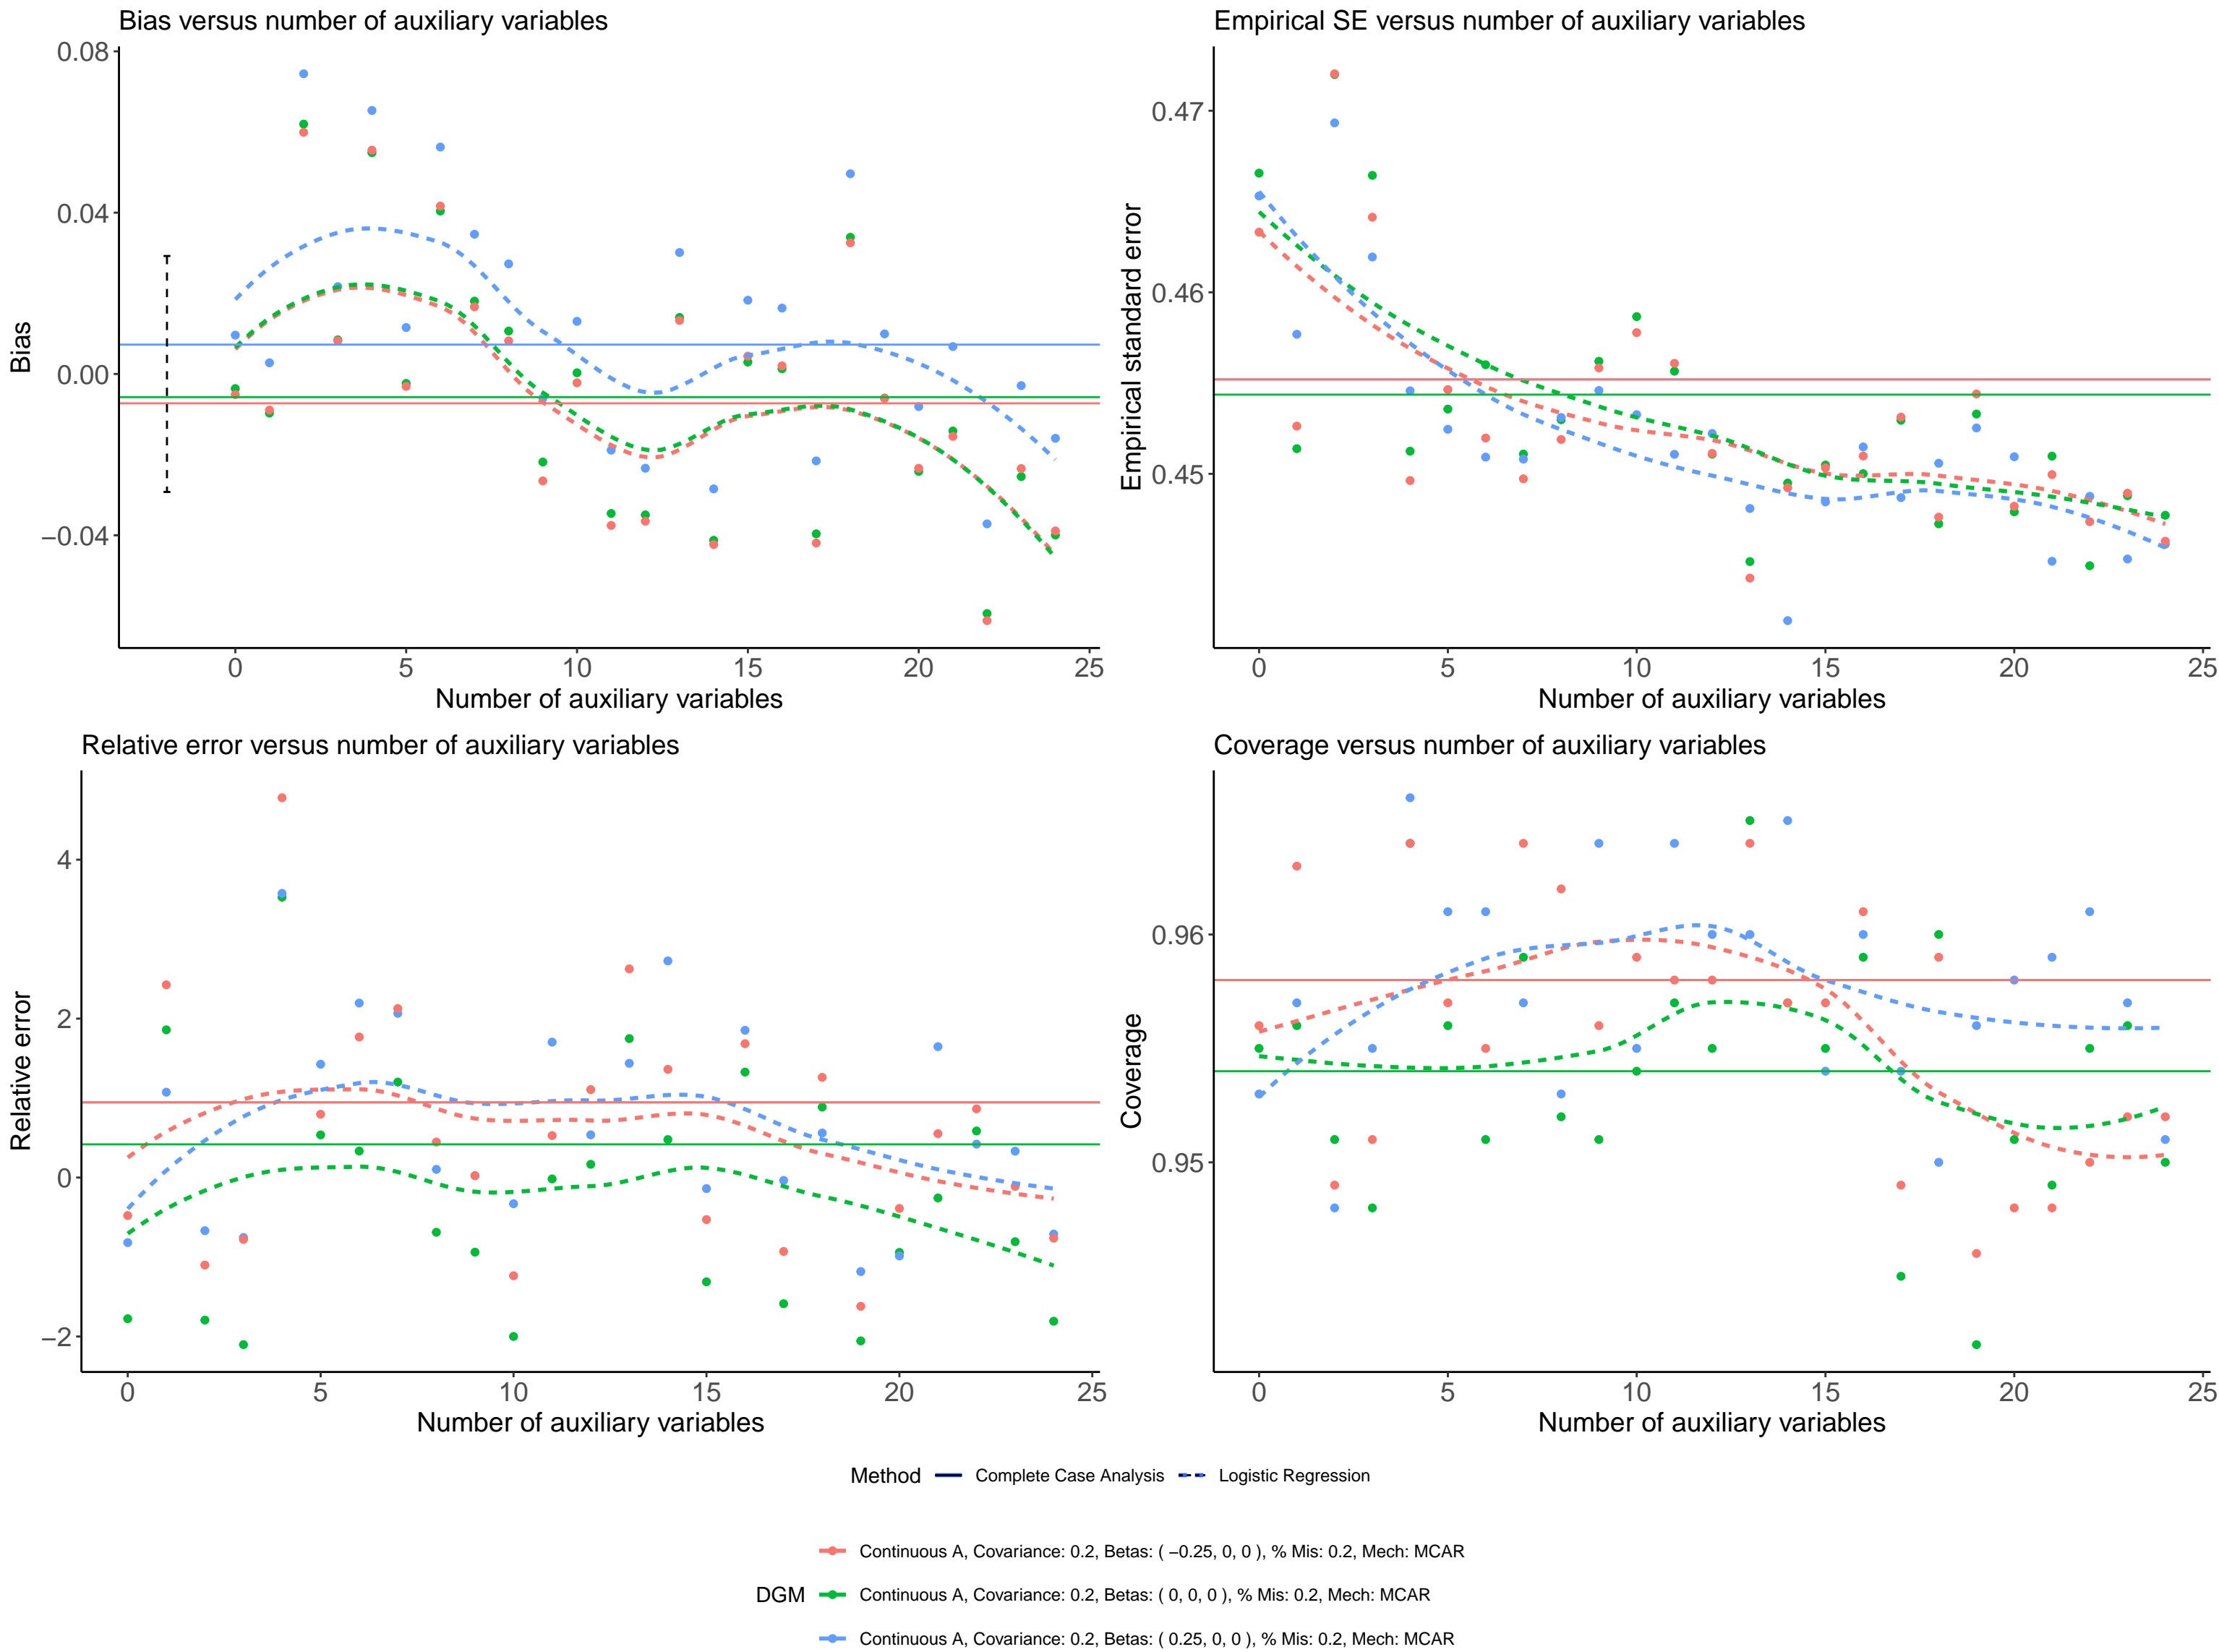 Bias versus number of auxiliary variables
0.08
0.04
0.00
−0.04
Bias
0 5 10 15 20 25
Number of auxiliary variables
Empirical SE versus number of auxiliary variables
0.47
0.46
0.45
Empirical standard error
0 5 10 15 20 25
Number of auxiliary variables
Relative error versus number of auxiliary variables
4
2
0
−2
Relative error
0 5 10 15 20 25
Number of auxiliary variables
Coverage versus number of auxiliary variables
0.96
0.95
Coverage
0 5 10 15 20 25
Number of auxiliary variables
Method Complete Case Analysis Logistic Regression
Continuous A, Covariance: 0.2, Betas: ( −0.25, 0, 0 ), % Mis: 0.2, Mech: MCAR
DGM Continuous A, Covariance: 0.2, Betas: ( 0, 0, 0 ), % Mis: 0.2, Mech: MCAR
Continuous A, Covariance: 0.2, Betas: ( 0.25, 0, 0 ), % Mis: 0.2, Mech: MCAR